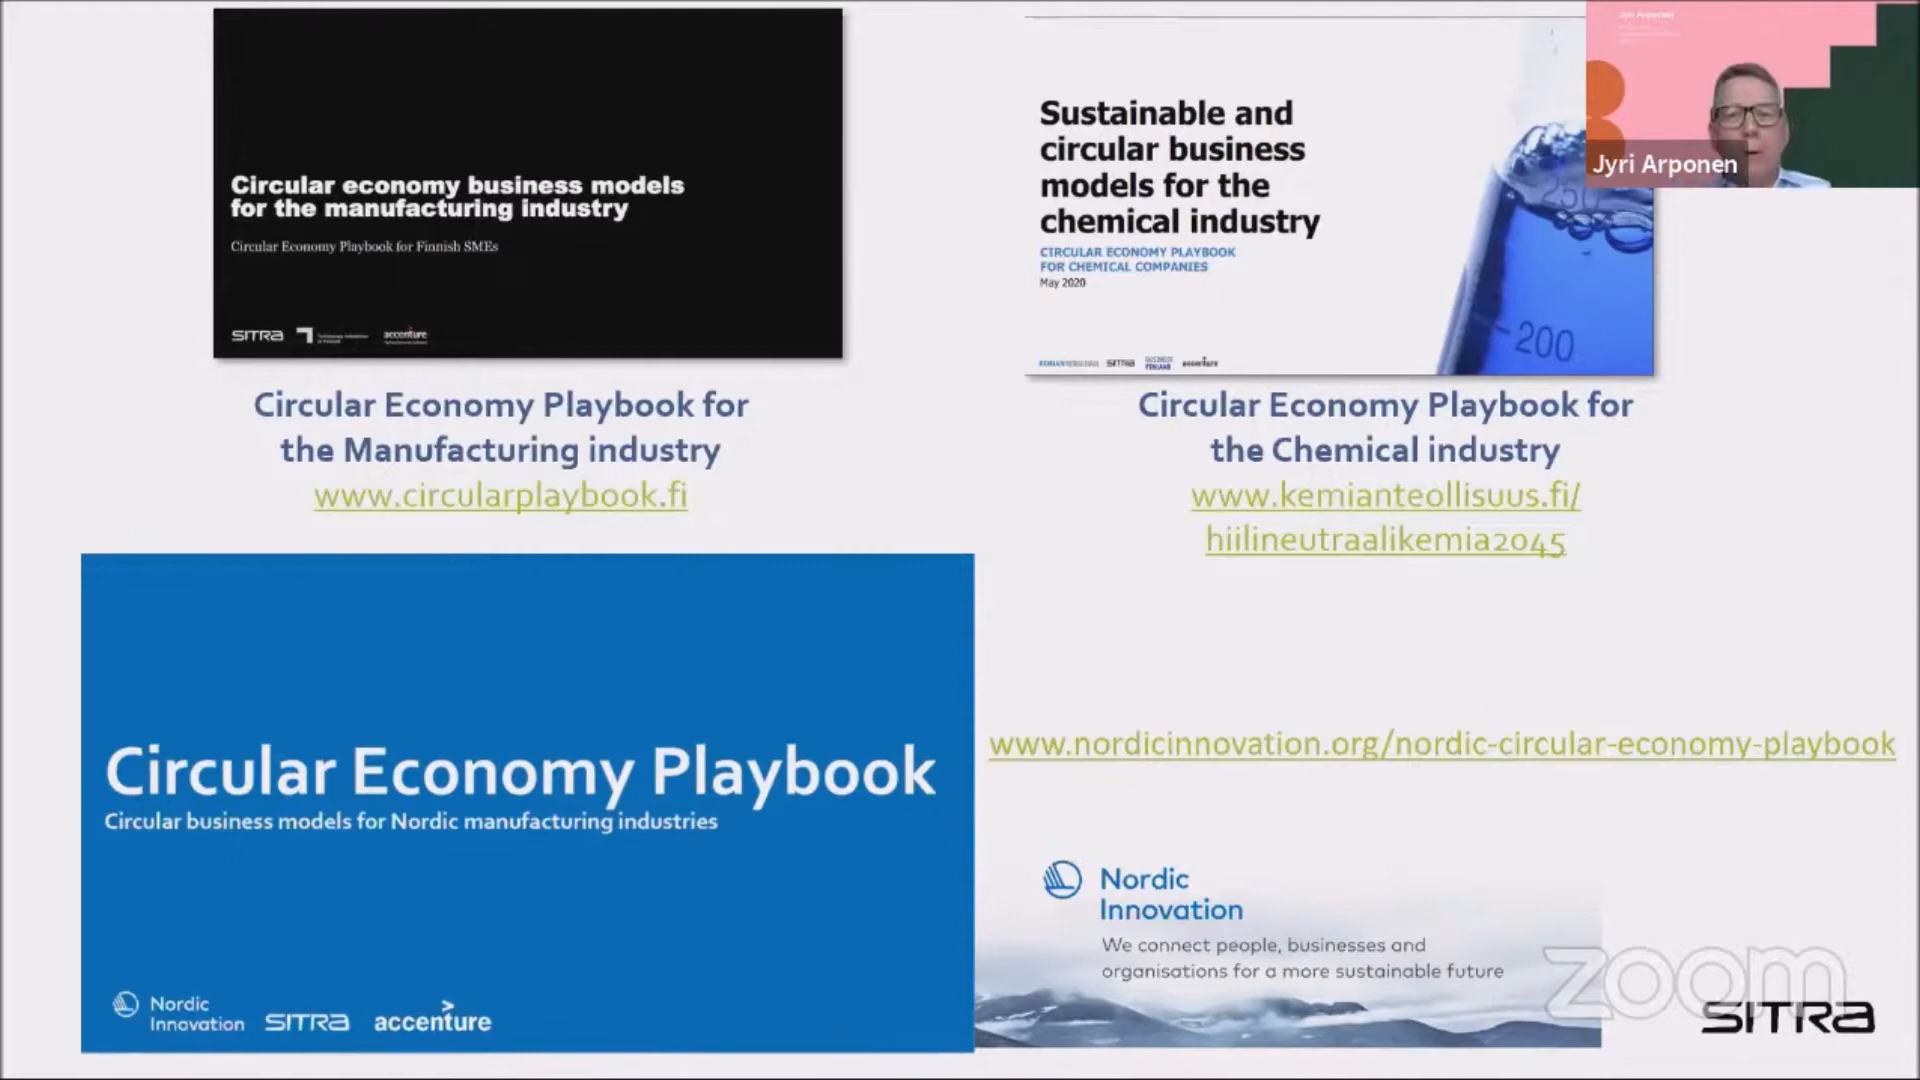 Circular economy business models
for the manufacturing industry
Circular Economy Playbook for Finnish SMEs
SITRA
accenture
Circular Economy Playbook for
the Manufacturing industry
www.circularplaybook.fi
Sustainable and
circular business
models for the
chemical industry
CIRCULAR ECONOMY PLAYBOOK
FOR CHEMICAL COMPANIES
May 2020
SITRA
BUSINESS
FINLAND
accenture
250
200
Jyri Arponen
Jyri Arponen
Circular Economy Playbook for
the Chemical industry
www.kemianteollisuus.fi/
hiilineutraalikemia2045
Circular Economy Playbook
Circular business models for Nordic manufacturing industries
Nordic
Innovation
SITRA
accenture
www.nordicinnovation.org/nordic-circular-economy-playbook
Nordic
Innovation
We connect people, businesses and
organisations for a more sustainable future
zoom
SITRA